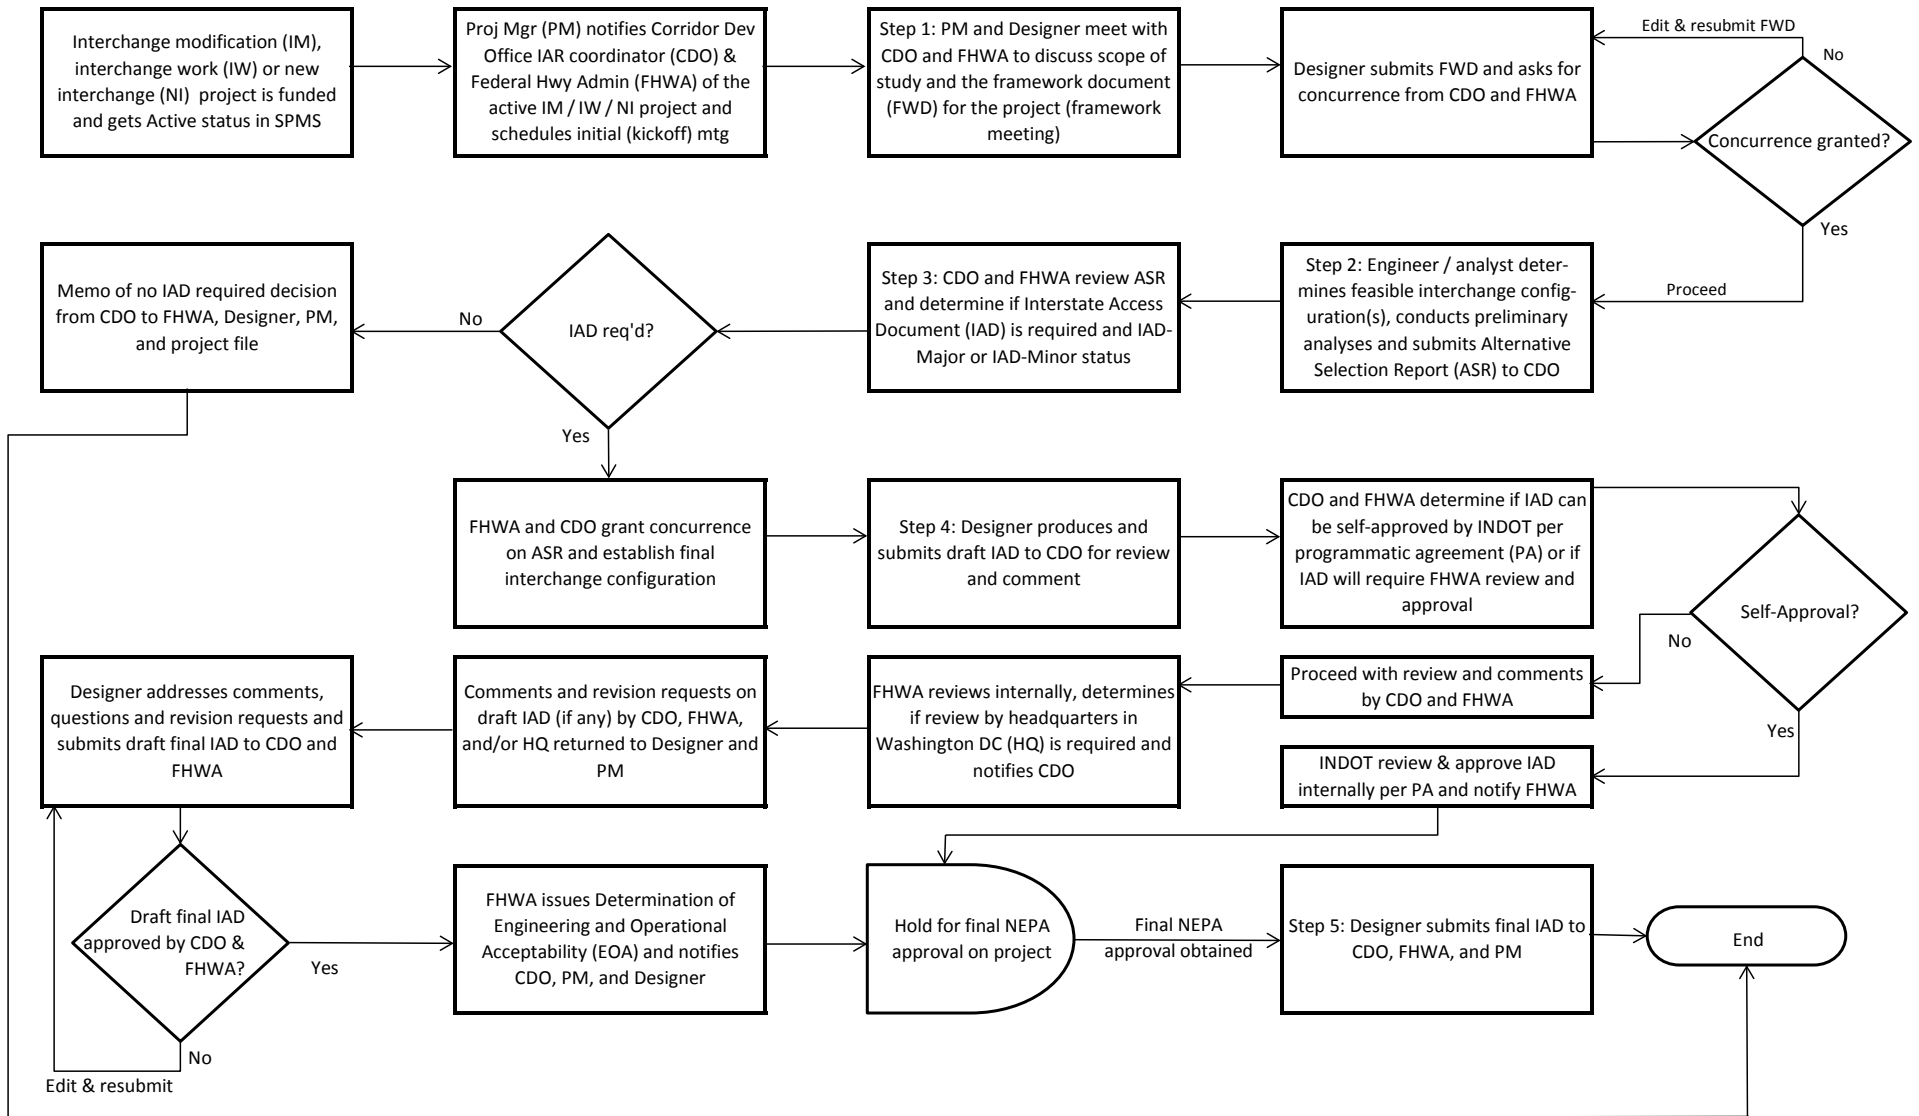 Interchange modification (IM),
interchange work (IW) or new
interchange (NI) project is funded
and gets Active status in SPMS
Proj Mgr (PM) notifies Corridor Dev
Office IAR coordinator (CDO) &
Federal Hwy Admin (FHWA) of the
active IM / IW / NI project and
schedules initial (kickoff) mtg
Step 1: PM and Designer meet with
CDO and FHWA to discuss scope of
study and the framework document
(FWD) for the project (framework
meeting)
Designer submits FWD and asks for
concurrence from CDO and FHWA
Edit & resubmit FWD
No
Concurrence granted?
Yes
Proceed
Step 2: Engineer / analyst deter-
mines feasible interchange config-
uration(s), conducts preliminary
analyses and submits Alternative
Selection Report (ASR) to CDO
Step 3: CDO and FHWA review ASR
and determine if Interstate Access
Document (IAD) is required and IAD-
Major or IAD-Minor status
IAD req'd?
No
Memo of no IAD required decision
from CDO to FHWA, Designer, PM,
and project file
Yes
FHWA and CDO grant concurrence
on ASR and establish final
interchange configuration
Step 4: Designer produces and
submits draft IAD to CDO for review
and comment
CDO and FHWA determine if IAD can
be self-approved by INDOT per
programmatic agreement (PA) or if
IAD will require FHWA review and
approval
Self-Approval?
No
Yes
Proceed with review and comments
by CDO and FHWA
FHWA reviews internally, determines
if review by headquarters in
Washington DC (HQ) is required and
notifies CDO
Comments and revision requests on
draft IAD (if any) by CDO, FHWA,
and/or HQ returned to Designer and
PM
Designer addresses comments,
questions and revision requests and
submits draft final IAD to CDO and
FHWA
INDOT review & approve IAD
internally per PA and notify FHWA
Draft final IAD
approved by CDO &
FHWA?
Yes
No
Edit & resubmit
FHWA issues Determination of
Engineering and Operational
Acceptability (EOA) and notifies
CDO, PM, and Designer
Hold for final NEPA
approval on project
Final NEPA
approval obtained
Step 5: Designer submits final IAD to
CDO, FHWA, and PM
End